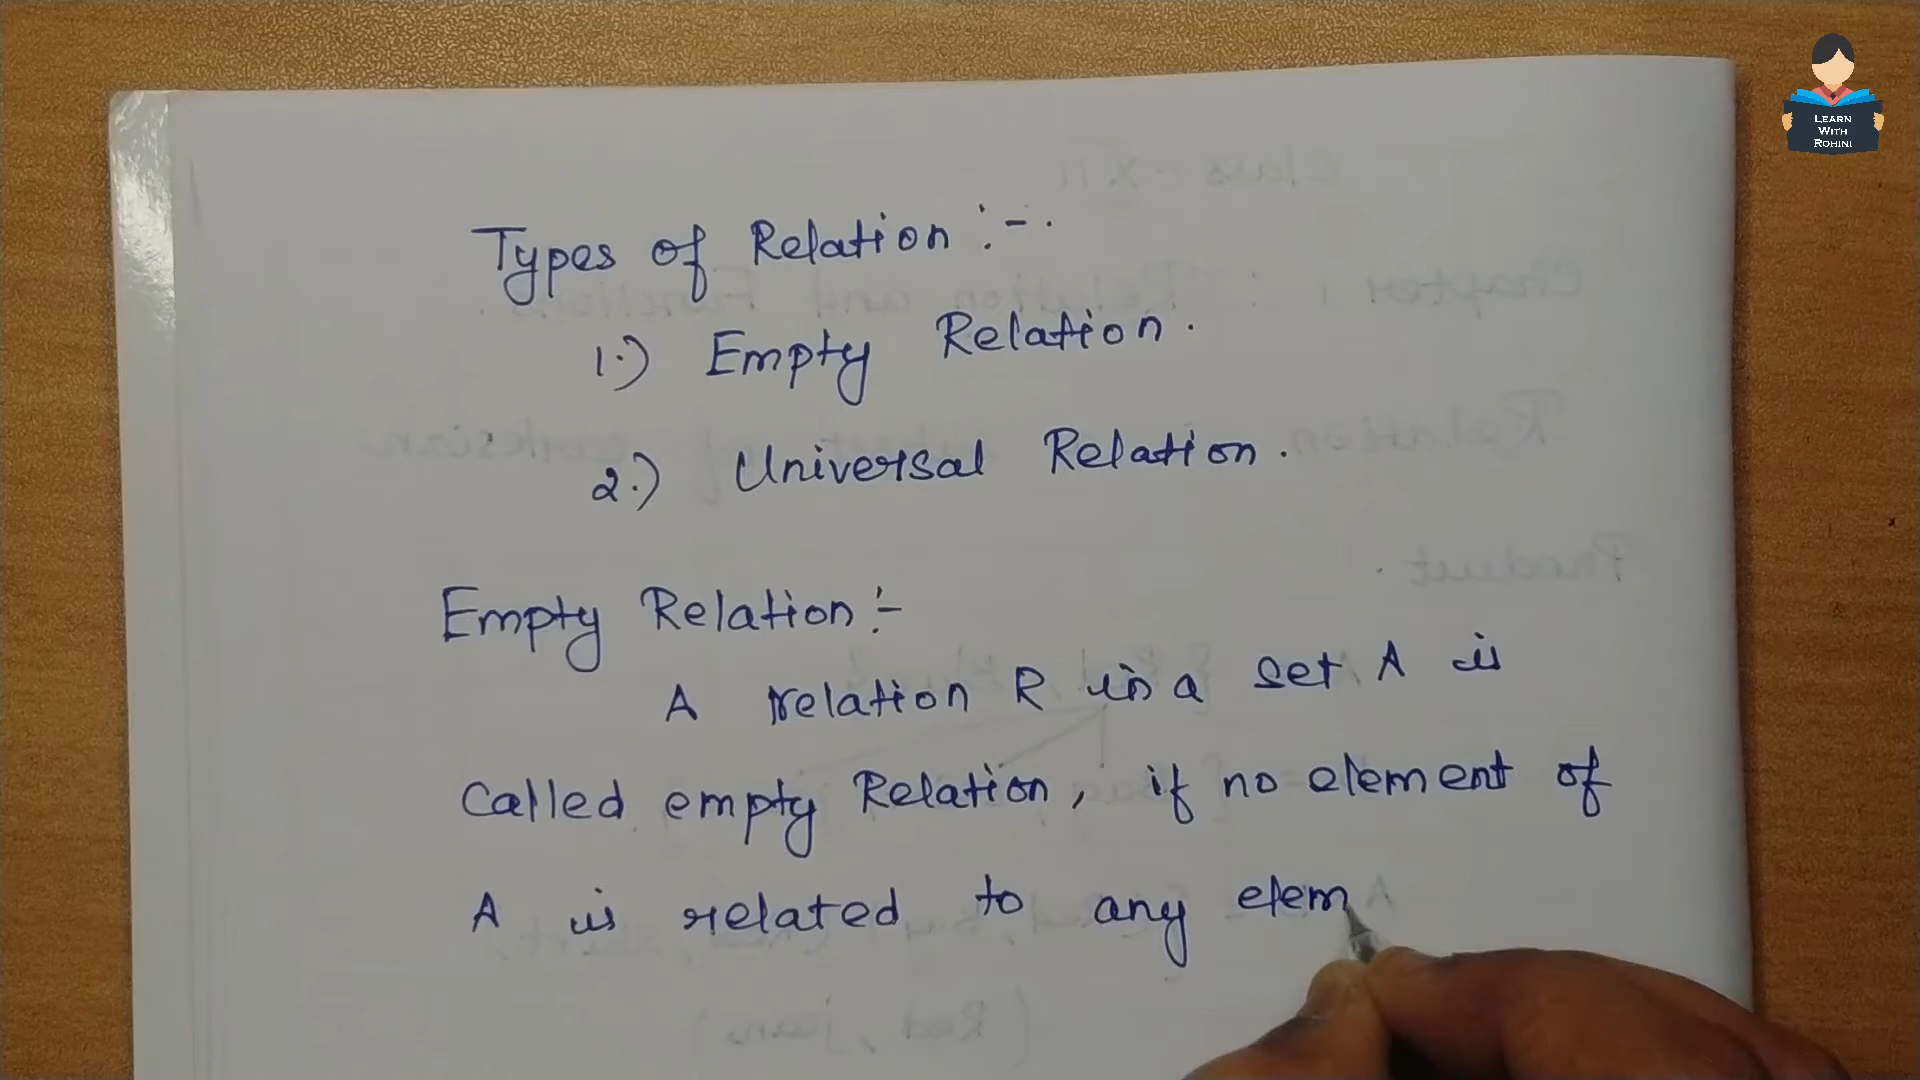 LEARN
WITH
ROHINI
Types of Relation :-.
1.) Empty Relation.
2.) Universal Relation.
Empty Relation :-
A relation R in a set A is
Called empty Relation, if no element of
A is related to any elem